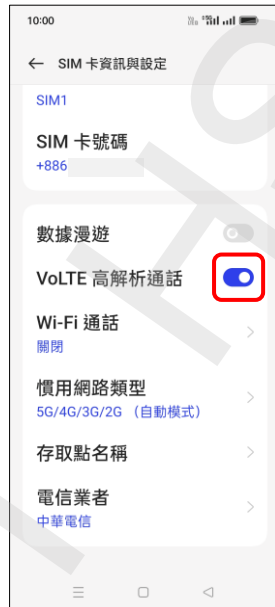 10:00
SIM 卡資訊與設定
SIM1
SIM 卡號碼
+886
數據漫遊
VoLTE 高解析通話
Wi-Fi 通話
關閉
慣用網路類型
5G/4G/3G/2G （自動模式）
存取點名稱
電信業者
中華電信